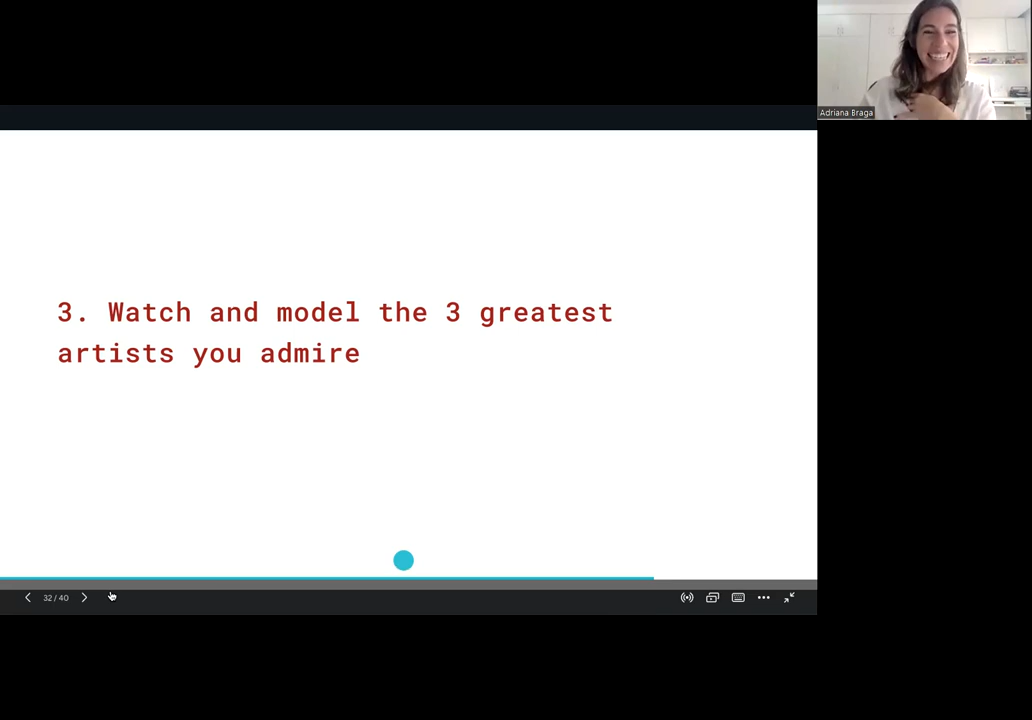 Adriana Braga
3. Watch and model the 3 greatest
artists you admire
32 / 40